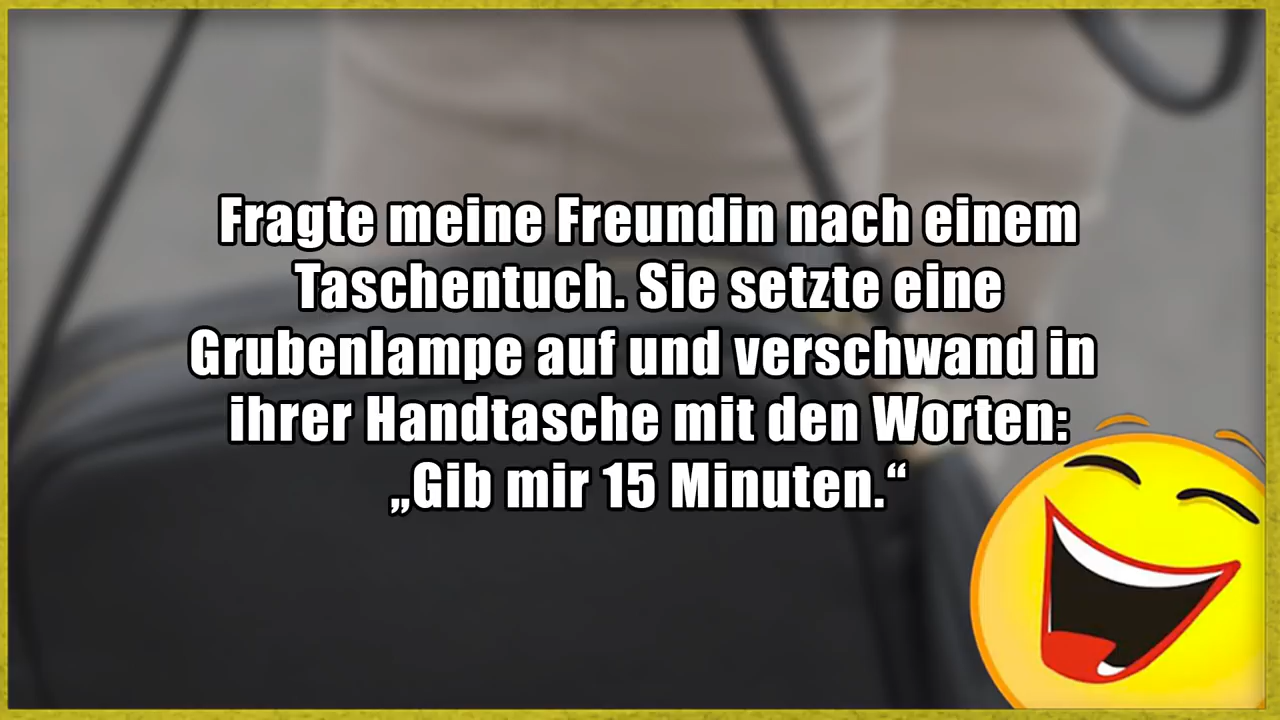 Fragte meine Freundin nach einem
Taschentuch. Sie setzte eine
Grubenlampe auf und verschwand in
ihrer Handtasche mit den Worten:
„Gib mir 15 Minuten.“